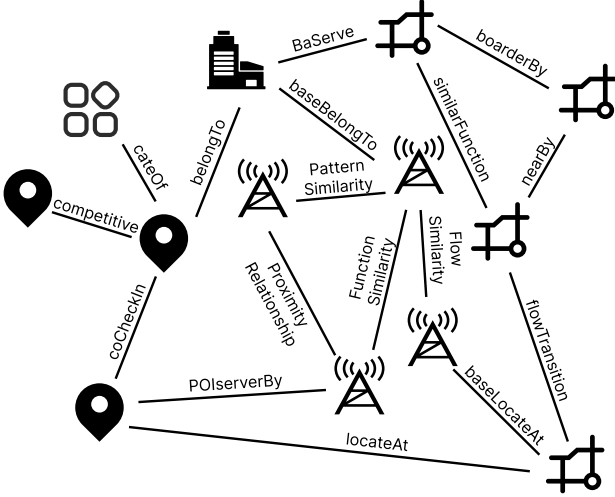 BaServe
boarderBy
baseBelongTo
similarFunction
cateOf
belongTo
nearBy
Pattern
Similarity
competitive
Flow
Similarity
Function
Similarity
Proximity
Relationship
coCheckIn
flowTransition
POIserverBy
baseLocateAt
locateAt